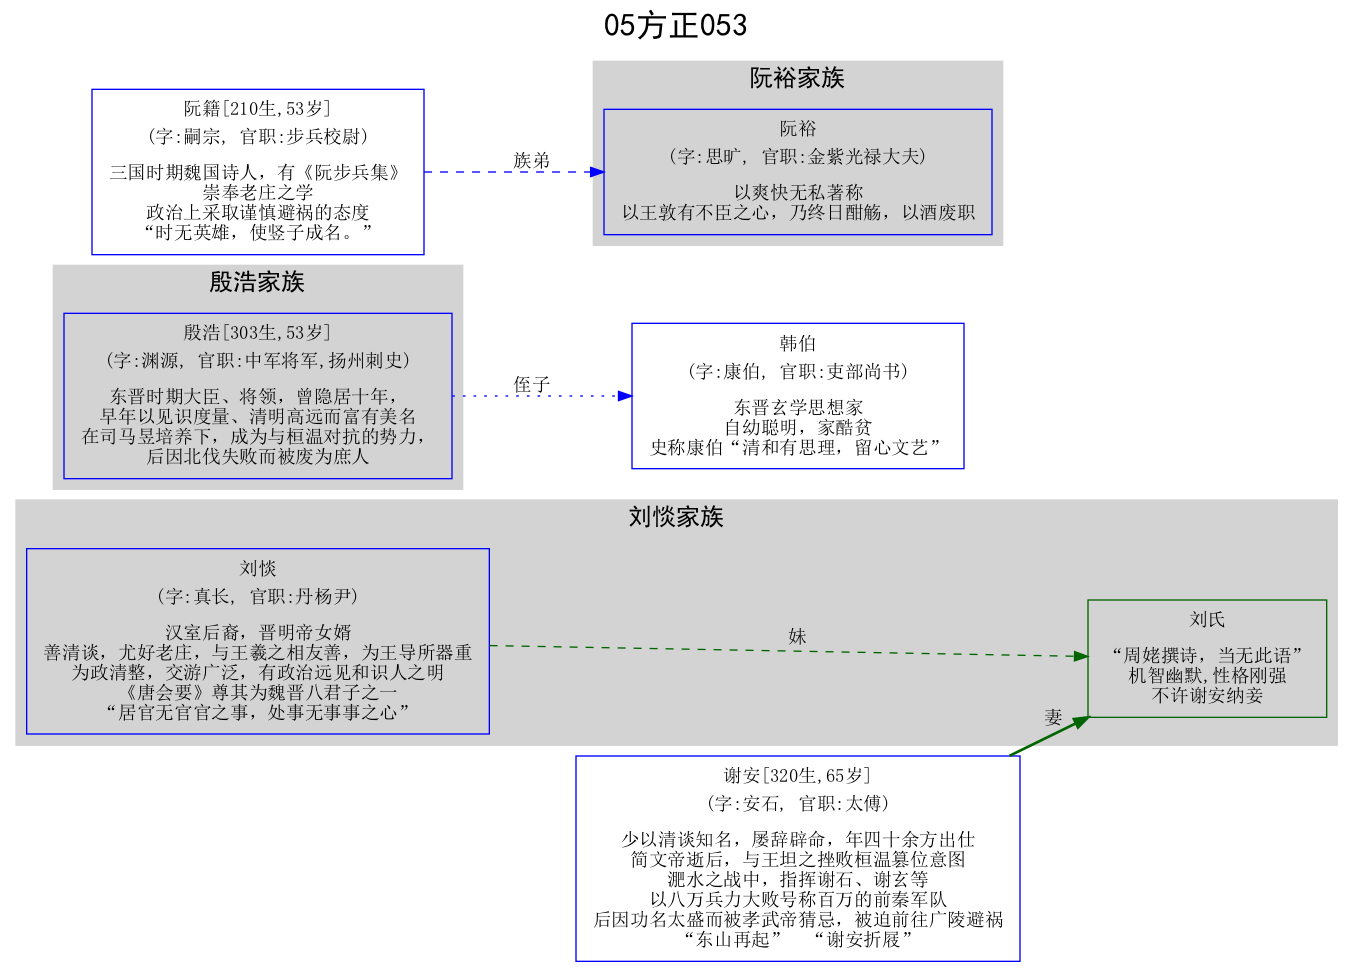 05方正053
阮裕家族
阮籍[210生,53岁]
(字:嗣宗, 官职:步兵校尉)
三国时期魏国诗人，有《阮步兵集》
崇奉老庄之学
政治上采取谨慎避祸的态度
“时无英雄，使竖子成名。”
族弟
阮裕
(字:思旷, 官职:金紫光禄大夫)
以爽快无私著称
以王敦有不臣之心，乃终日酣觞，以酒废职
殷浩家族
殷浩[303生,53岁]
(字:渊源, 官职:中军将军,扬州刺史)
东晋时期大臣、将领，曾隐居十年，
早年以见识度量、清明高远而富有美名
在司马昱培养下，成为与桓温对抗的势力，
后因北伐失败而被废为庶人
侄子
韩伯
(字:康伯, 官职:吏部尚书)
东晋玄学思想家
自幼聪明，家酷贫
史称康伯“清和有思理，留心文艺”
刘惔家族
刘惔
(字:真长, 官职:丹杨尹)
汉室后裔，晋明帝女婿
善清谈，尤好老庄，与王羲之相友善，为王导所器重
为政清整，交游广泛，有政治远见和识人之明
《唐会要》尊其为魏晋八君子之一
“居官无官官之事，处事无事事之心”
妹
刘氏
“周姥撰诗，当无此语”
机智幽默,性格刚强
不许谢安纳妾
妻
谢安[320生,65岁]
(字:安石, 官职:太傅)
少以清谈知名，屡辞辟命，年四十余方出仕
简文帝逝后，与王坦之挫败桓温篡位意图
淝水之战中，指挥谢石、谢玄等
以八万兵力大败号称百万的前秦军队
后因功名太盛而被孝武帝猜忌，被迫前往广陵避祸
“东山再起” “谢安折屐”